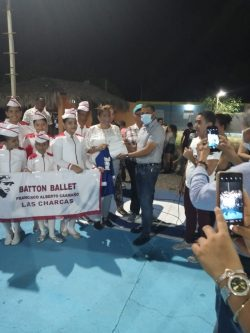 BATTON BALLET
FRANCISCO ALBERTO CAAMAÑO
LAS CHARCAS